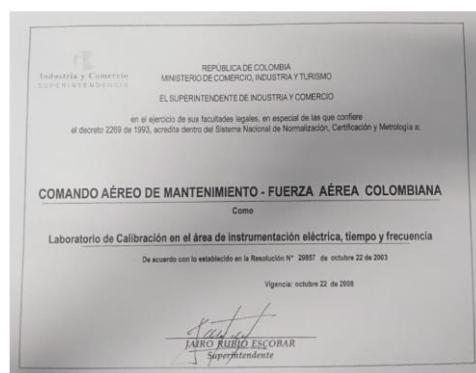 Industria y Comercio
SUPERINTENDENCIA
REPÚBLICA DE COLOMBIA
MINISTERIO DE COMERCIO, INDUSTRIA Y TURISMO
EL SUPERINTENDENTE DE INDUSTRIA Y COMERCIO
en el ejercicio de sus facultades legales, en especial de las que confiere
el decreto 2269 de 1993, acredita dentro del Sistema Nacional de Normalización, Certificación y Metrología a:
COMANDO AÉREO DE MANTENIMIENTO - FUERZA AÉREA COLOMBIANA
Como
Laboratorio de Calibración en el área de instrumentación eléctrica, tiempo y frecuencia
De acuerdo con lo establecido en la Resolución N° 29857 de octubre 22 de 2003
Vigencia: octubre 22 de 2008
JAIRO RUBIO ESCOBAR
Superintendente